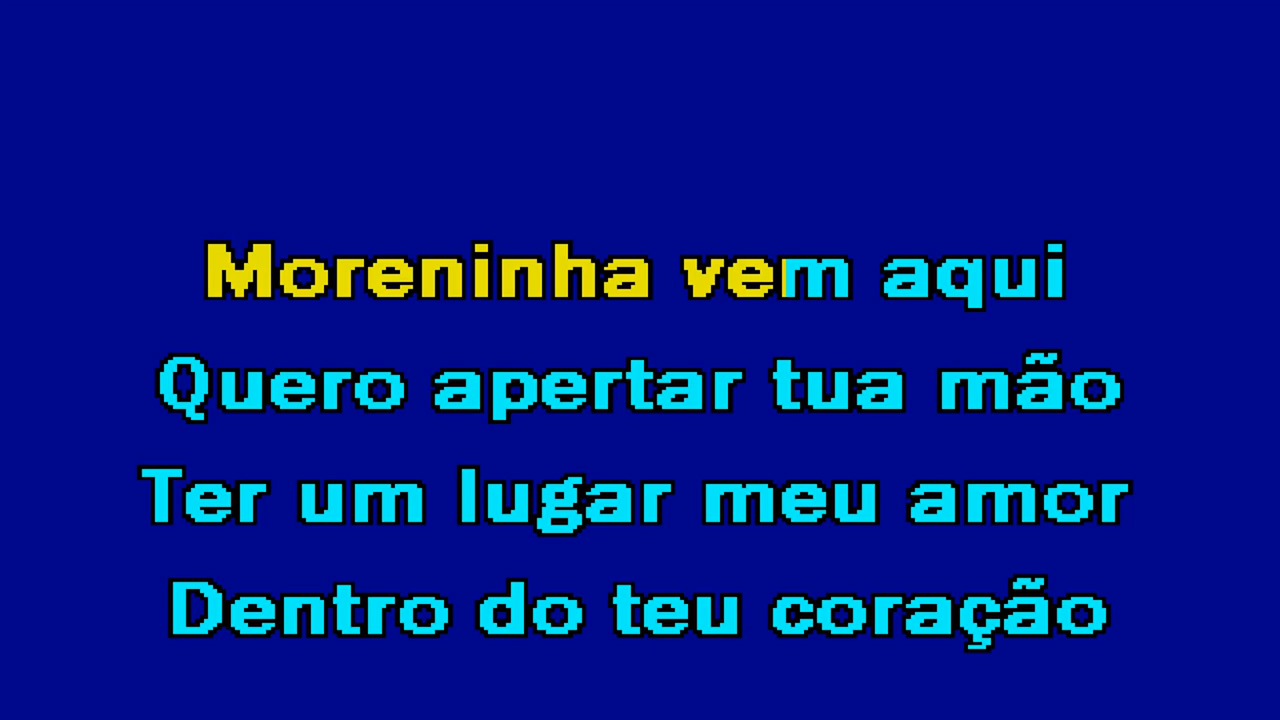 Moreninha vem aqui
Quero apertar tua mão
Ter um lugar meu amor
Dentro do teu coração